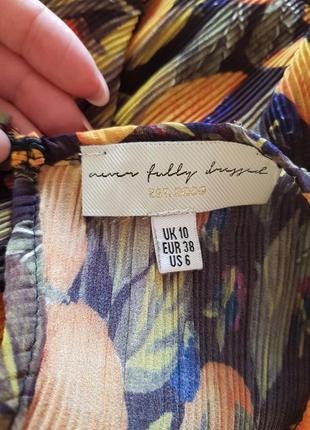 never fully dressed
EST. 2009
UK 10
EUR 38
US 6